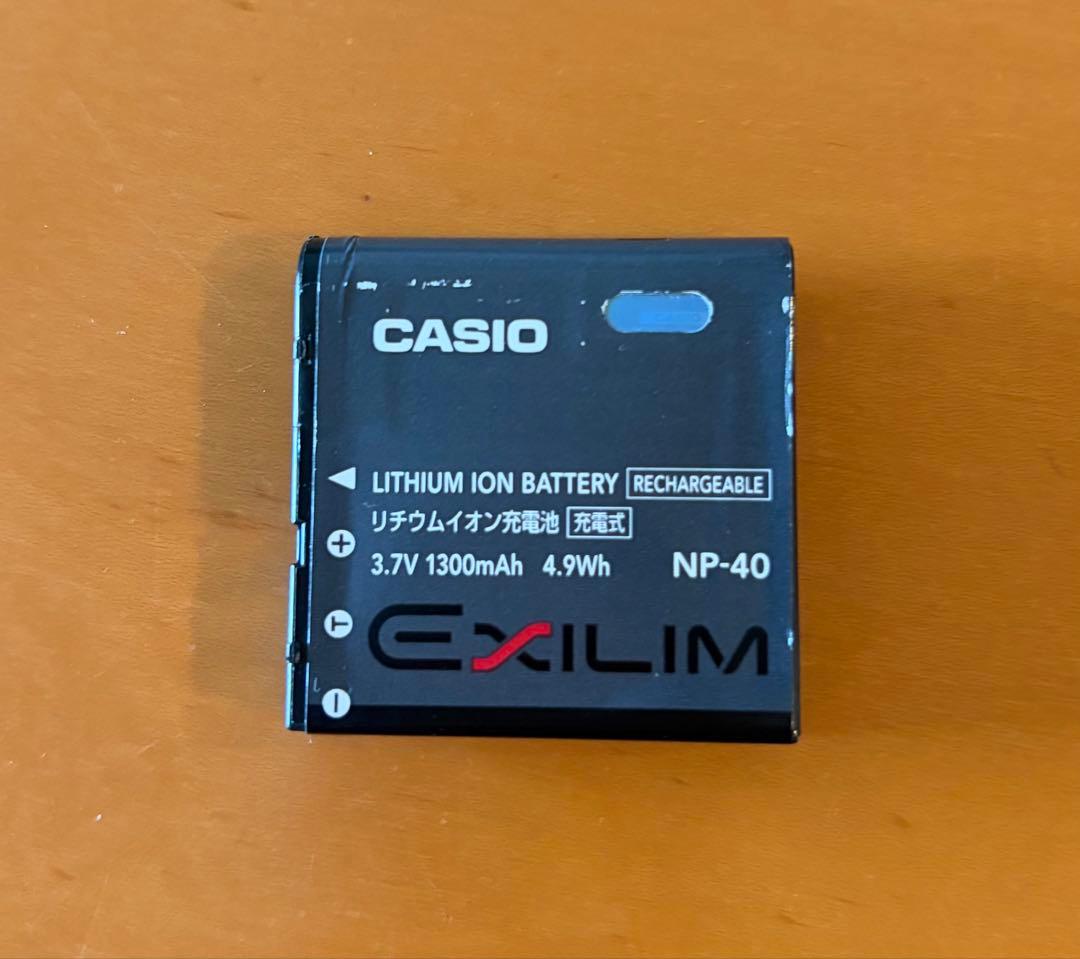 CASIO
LITHIUM ION BATTERY RECHARGEABLE
リチウムイオン充電池 充電式
3.7V 1300mAh 4.9Wh NP-40
EXILIM
+
T
−